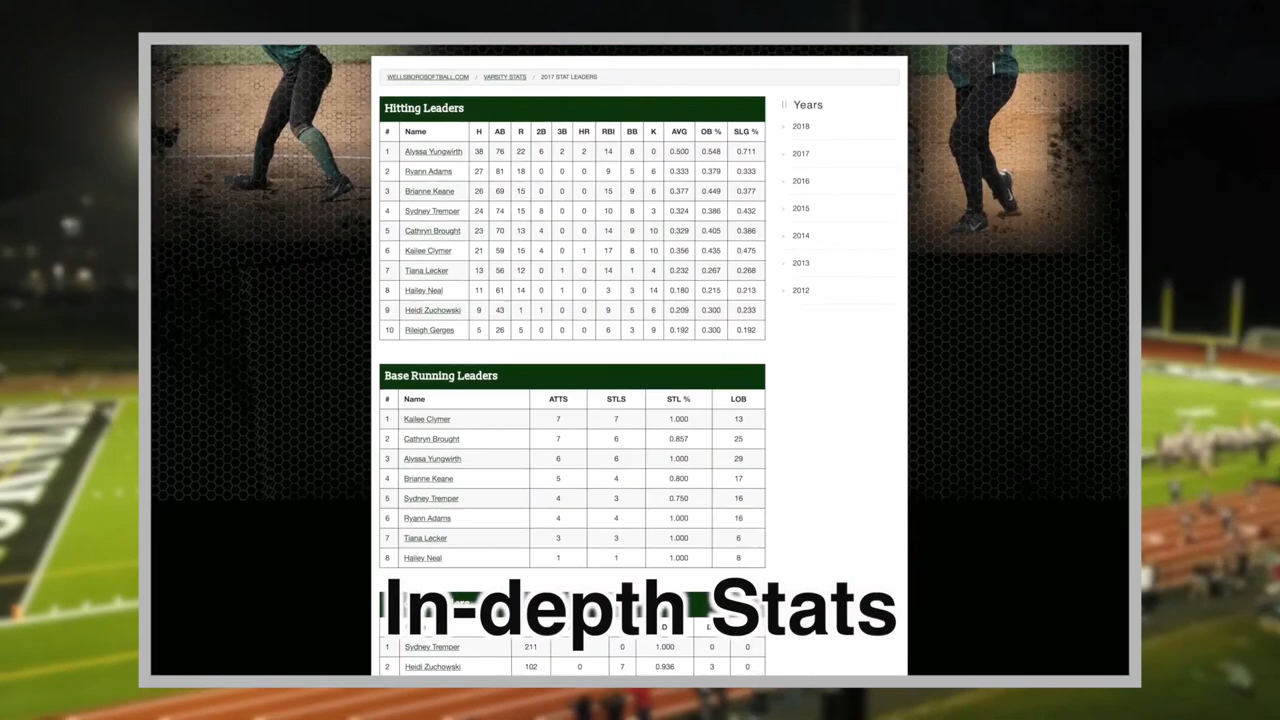 WELLSBOROSOFTBALL.COM / VARSITY STATS / 2017 STAT LEADERS
Hitting Leaders
# Name H AB R 2B 3B HR RBI BB K AVG OB % SLG %
1 Alyssa Yungwirth 38 76 22 6 2 2 14 8 0 0.500 0.548 0.711
2 Ryann Adams 27 81 18 0 0 0 9 5 6 0.333 0.379 0.333
3 Brianne Keane 26 69 15 0 0 0 15 9 6 0.377 0.449 0.377
4 Sydney Tremper 24 74 15 8 0 0 10 8 3 0.324 0.386 0.432
5 Cathryn Brought 23 70 13 4 0 0 14 9 10 0.329 0.405 0.386
6 Kailee Clymer 21 59 15 4 0 1 17 8 10 0.356 0.435 0.475
7 Tiana Lecker 13 56 12 0 1 0 14 1 4 0.232 0.267 0.268
8 Hailey Neal 11 61 14 0 1 0 3 3 14 0.180 0.215 0.213
9 Heidi Zuchowski 9 43 1 1 0 0 9 5 6 0.209 0.300 0.233
10 Rileigh Gerges 5 26 5 0 0 0 6 3 9 0.192 0.300 0.192
Years
2018
2017
2016
2015
2014
2013
2012
Base Running Leaders
# Name ATTS STLS STL % LOB
1 Kailee Clymer 7 7 1.000 13
2 Cathryn Brought 7 6 0.857 25
3 Alyssa Yungwirth 6 6 1.000 29
4 Brianne Keane 5 4 0.800 17
5 Sydney Tremper 4 3 0.750 16
6 Ryann Adams 4 4 1.000 16
7 Tiana Lecker 3 3 1.000 6
8 Hailey Neal 1 1 1.000 8
In-depth Stats
1 Sydney Tremper 211 0 1.000 0 0
2 Heidi Zuchowski 102 0 7 0.936 3 0